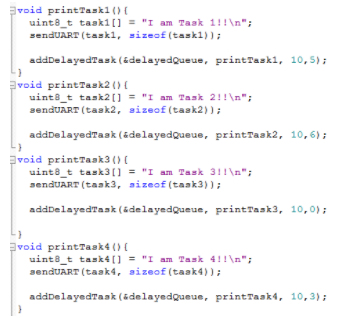 void printTask1(){
uint8_t task1[] = "I am Task 1!!\n";
sendUART(task1, sizeof(task1));
addDelayedTask(&delayedQueue, printTask1, 10,5);
}
void printTask2(){
uint8_t task2[] = "I am Task 2!!\n";
sendUART(task2, sizeof(task2));
addDelayedTask(&delayedQueue, printTask2, 10,6);
}
void printTask3(){
uint8_t task3[] = "I am Task 3!!\n";
sendUART(task3, sizeof(task3));
addDelayedTask(&delayedQueue, printTask3, 10,0);
}
void printTask4(){
uint8_t task4[] = "I am Task 4!!\n";
sendUART(task4, sizeof(task4));
addDelayedTask(&delayedQueue, printTask4, 10,3);
}